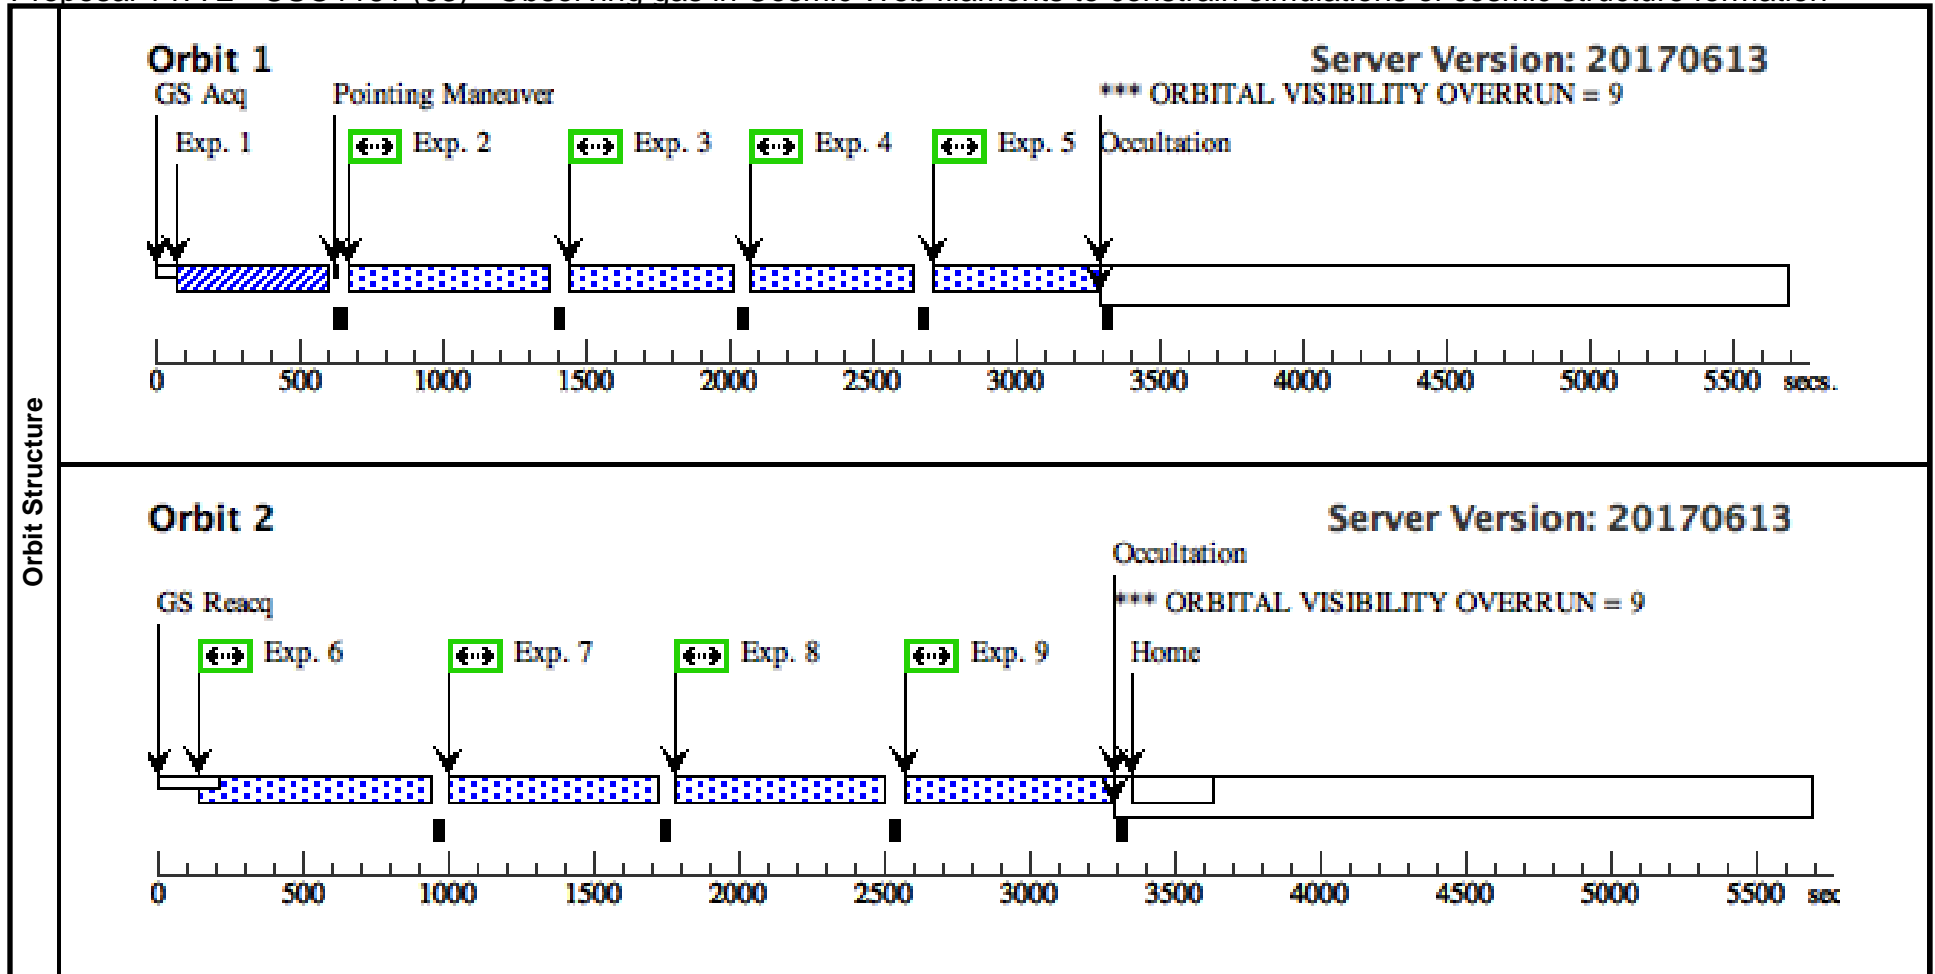 Orbit Structure
Orbit 1
Server Version: 20170613
GS Acq
Pointing Maneuver
*** ORBITAL VISIBILITY OVERRUN = 9
Exp. 1
Exp. 2
Exp. 3
Exp. 4
Exp. 5
Occultation
0 500 1000 1500 2000 2500 3000 3500 4000 4500 5000 5500 secs.
Orbit 2
Server Version: 20170613
Occultation
GS Reacq
*** ORBITAL VISIBILITY OVERRUN = 9
Exp. 6
Exp. 7
Exp. 8
Exp. 9
Home
0 500 1000 1500 2000 2500 3000 3500 4000 4500 5000 5500 sec